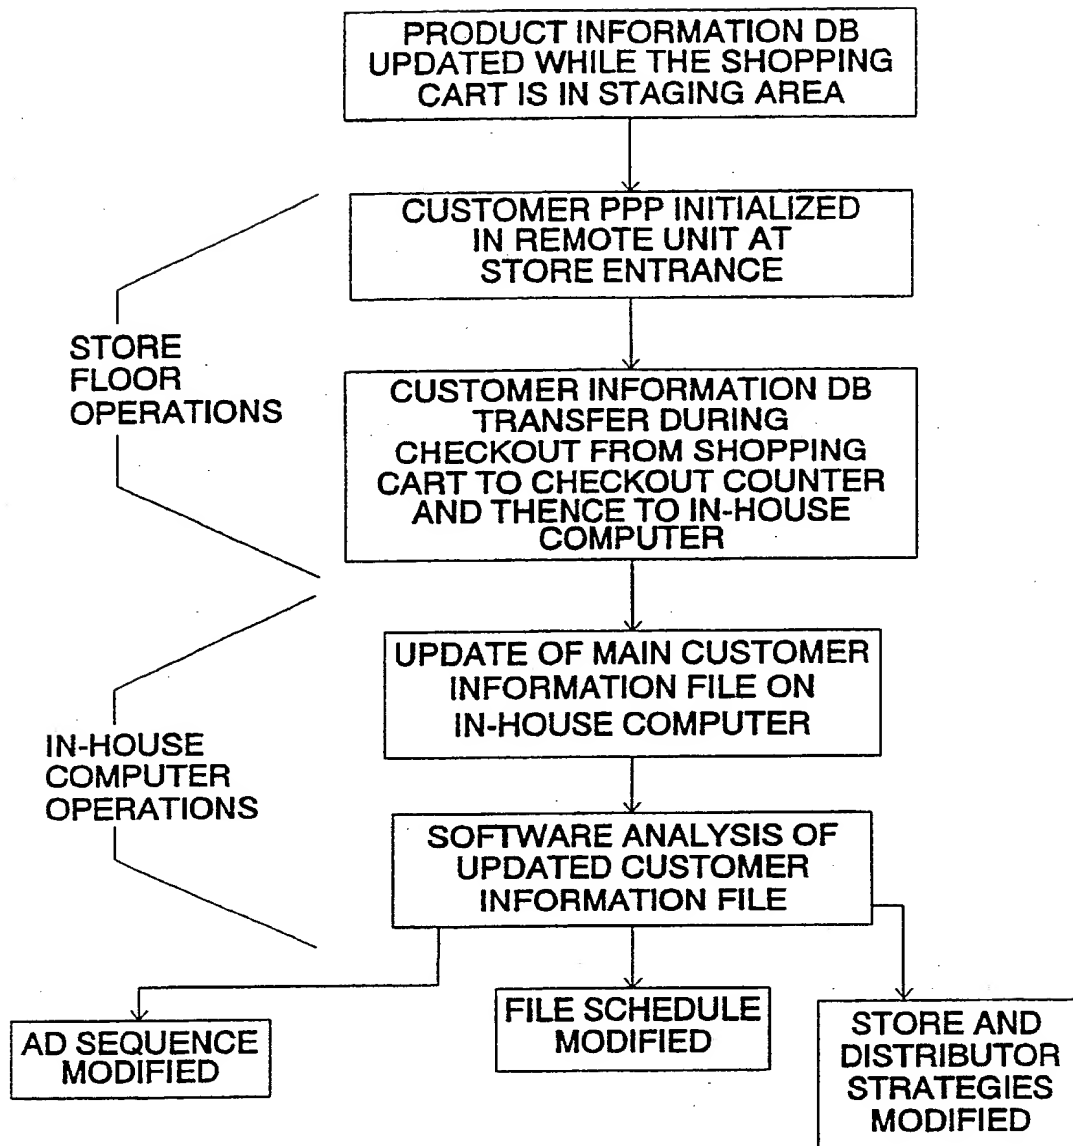 PRODUCT INFORMATION DB
UPDATED WHILE THE SHOPPING
CART IS IN STAGING AREA
CUSTOMER PPP INITIALIZED
IN REMOTE UNIT AT
STORE ENTRANCE
STORE
FLOOR
OPERATIONS
CUSTOMER INFORMATION DB
TRANSFER DURING
CHECKOUT FROM SHOPPING
CART TO CHECKOUT COUNTER
AND THENCE TO IN-HOUSE
COMPUTER
UPDATE OF MAIN CUSTOMER
INFORMATION FILE ON
IN-HOUSE COMPUTER
IN-HOUSE
COMPUTER
OPERATIONS
SOFTWARE ANALYSIS OF
UPDATED CUSTOMER
INFORMATION FILE
AD SEQUENCE
MODIFIED
FILE SCHEDULE
MODIFIED
STORE AND
DISTRIBUTOR
STRATEGIES
MODIFIED